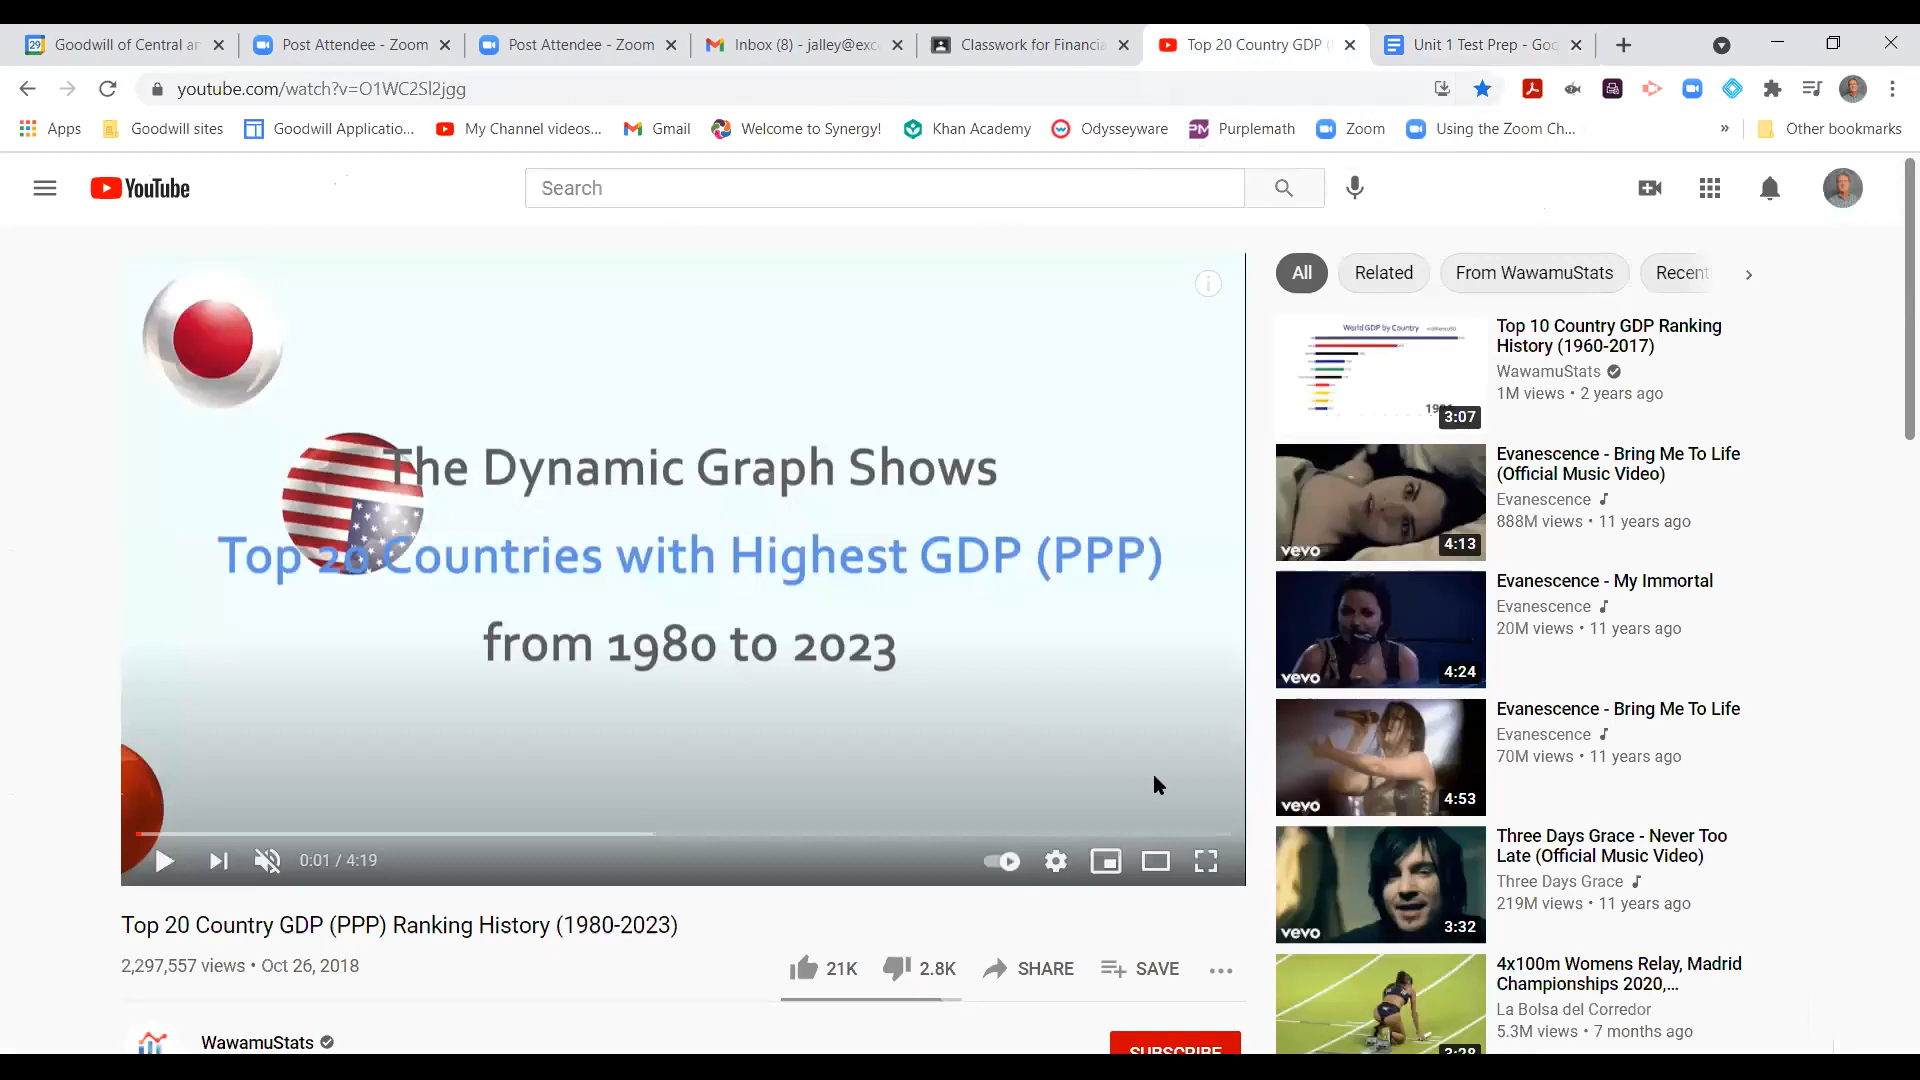 29 Goodwill of Central an
Post Attendee - Zoom
Post Attendee - Zoom
Inbox (8) - jalley@exc
Classwork for Financia
Top 20 Country GDP (
Unit 1 Test Prep - Goo
youtube.com/watch?v=O1WC2Sl2jgg
Apps
Goodwill sites
Goodwill Applicatio...
My Channel videos...
Gmail
Welcome to Synergy!
Khan Academy
Odysseyware
PM Purplemath
Zoom
Using the Zoom Ch...
»
Other bookmarks
YouTube
Search
The Dynamic Graph Shows
Top 20 Countries with Highest GDP (PPP)
from 1980 to 2023
0:01 / 4:19
Top 20 Country GDP (PPP) Ranking History (1980-2023)
2,297,557 views • Oct 26, 2018
21K
2.8K
SHARE
SAVE
WawamuStats
SUBSCRIBE
All
Related
From WawamuStats
Recent
World GDP by Country
3:07
Top 10 Country GDP Ranking
History (1960-2017)
WawamuStats
1M views • 2 years ago
vevo
4:13
Evanescence - Bring Me To Life
(Official Music Video)
Evanescence
888M views • 11 years ago
vevo
4:24
Evanescence - My Immortal
Evanescence
20M views • 11 years ago
vevo
4:53
Evanescence - Bring Me To Life
Evanescence
70M views • 11 years ago
vevo
3:32
Three Days Grace - Never Too
Late (Official Music Video)
Three Days Grace
219M views • 11 years ago
3:28
4x100m Womens Relay, Madrid
Championships 2020,...
La Bolsa del Corredor
5.3M views • 7 months ago